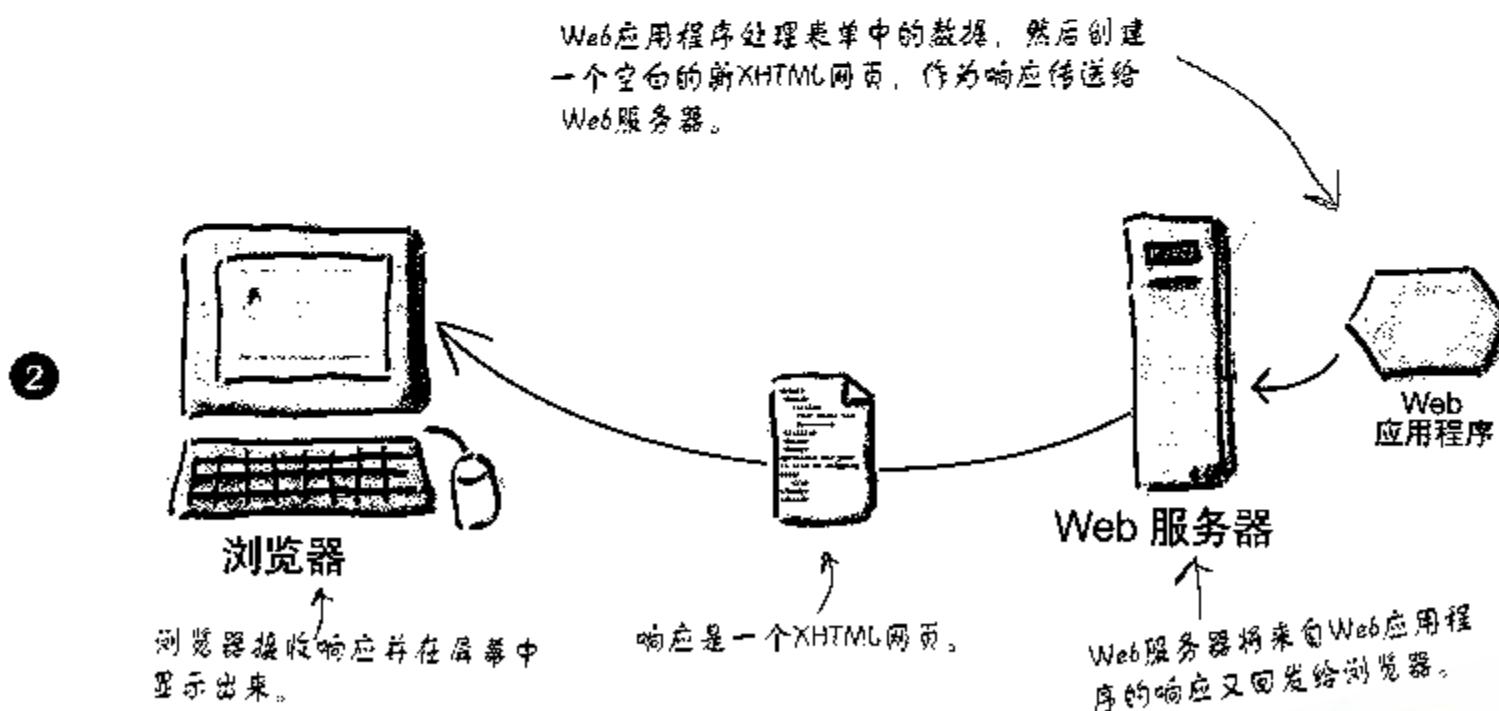 Web应用程序处理表单中的数据，然后创建
一个空白的新XHTML网页，作为响应传送给
Web服务器。
2
Web
应用程序
浏览器
Web 服务器
浏览器接收响应并在屏幕中
显示出来。
响应是一个XHTML网页。
Web服务器将来自Web应用程
序的响应又回发给浏览器。